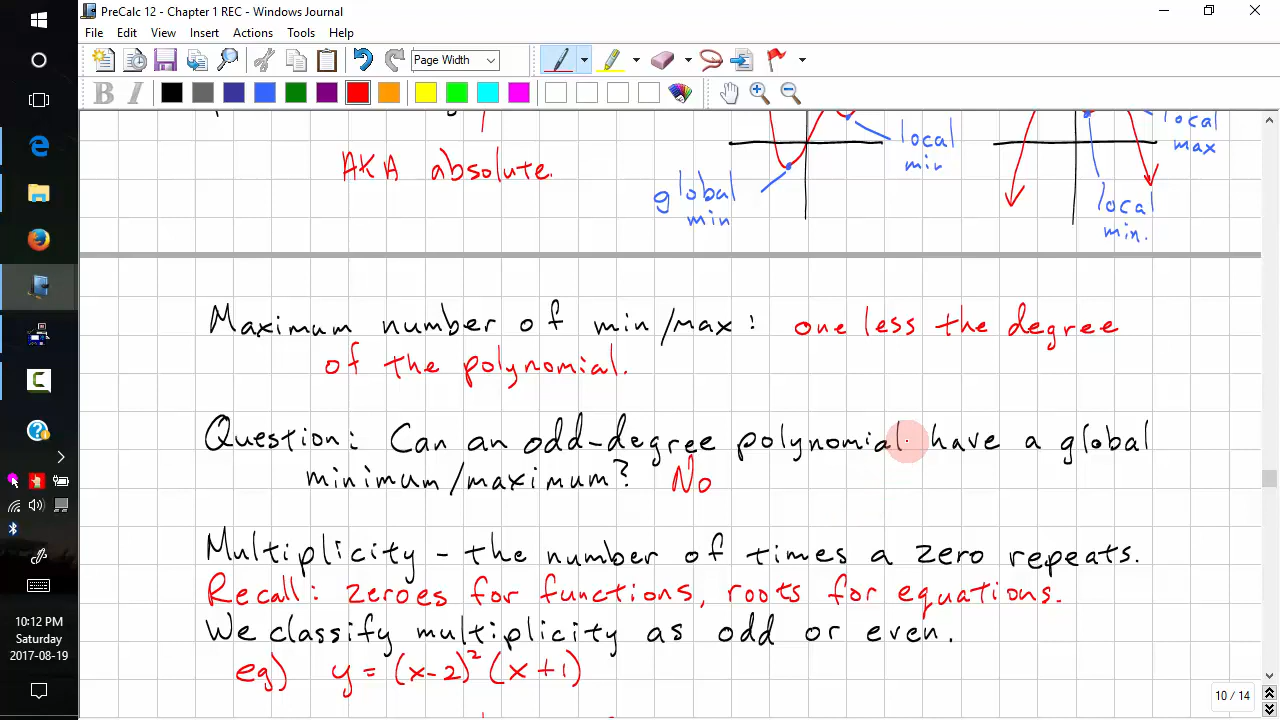 PreCalc 12 - Chapter 1 REC - Windows Journal
File Edit View Insert Actions Tools Help
Page Width
B I
AKA absolute.
global
min
local
min
local
max
local
min.
Maximum number of min/max: one less the degree
of the polynomial.
Question: Can an odd-degree polynomial have a global
minimum/maximum? No
Multiplicity - the number of times a zero repeats.
Recall: zeroes for functions, roots for equations.
We classify multiplicity as odd or even.
eg) y = (x-2)² (x+1)
10:12 PM
Saturday
2017-08-19
10 / 14